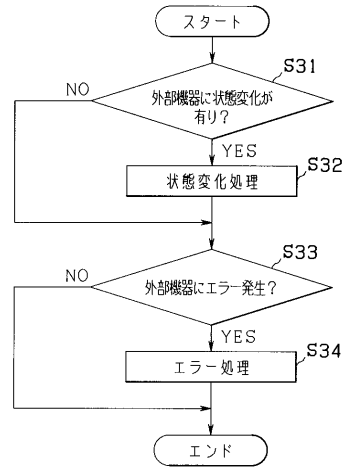 スタート
S31
外部機器に状態変化が
有り?
NO
YES
S32
状態変化処理
S33
外部機器にエラー発生?
NO
YES
S34
エラー処理
エンド